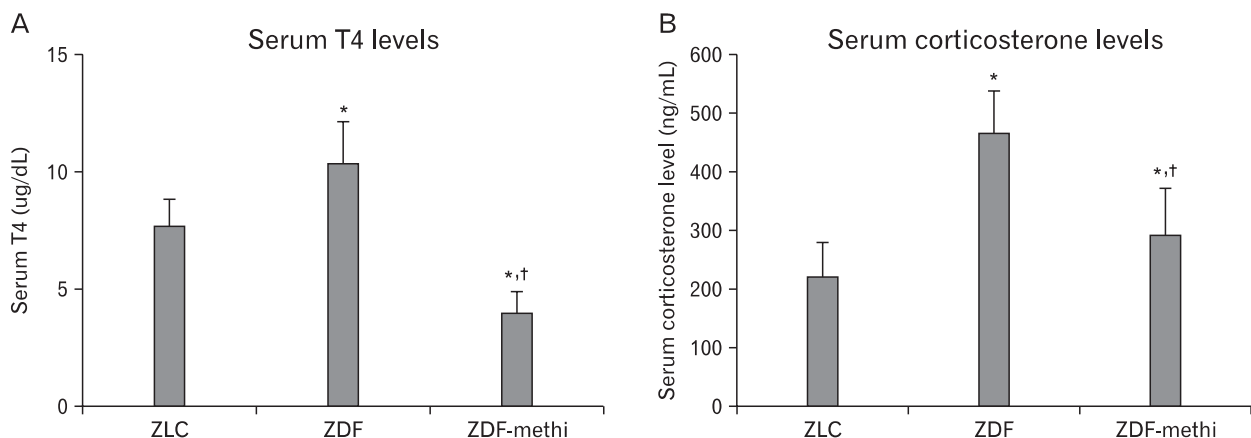 A
Serum T4 levels
Serum T4 (ug/dL)
15
10
5
0
*
*,†
ZLC
ZDF
ZDF-methi
B
Serum corticosterone levels
Serum corticosterone level (ng/mL)
600
500
400
300
200
100
0
*
*,†
ZLC
ZDF
ZDF-methi